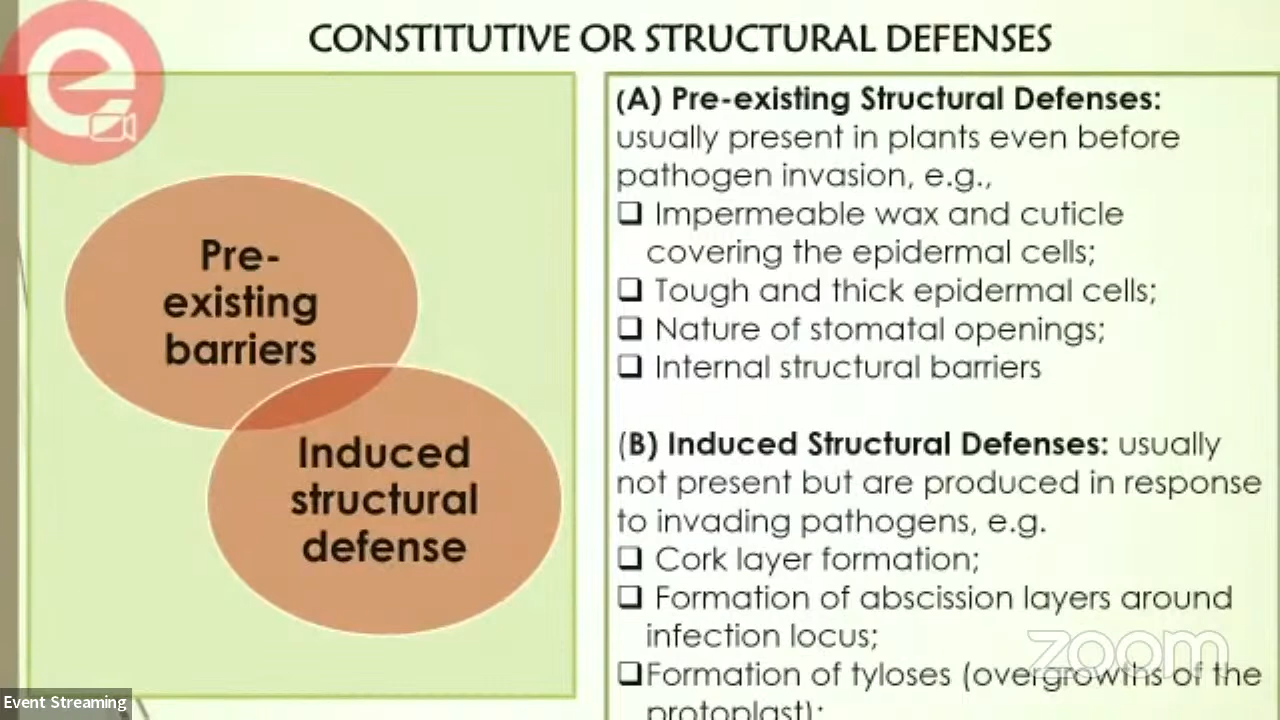 CONSTITUTIVE OR STRUCTURAL DEFENSES
Pre-
existing
barriers
Induced
structural
defense
(A) Pre-existing Structural Defenses:
usually present in plants even before
pathogen invasion, e.g.,
❑ Impermeable wax and cuticle
covering the epidermal cells;
❑ Tough and thick epidermal cells;
❑ Nature of stomatal openings;
❑ Internal structural barriers
(B) Induced Structural Defenses: usually
not present but are produced in response
to invading pathogens, e.g.
❑ Cork layer formation;
❑ Formation of abscission layers around
infection locus;
❑Formation of tyloses (overgrowths of the
protoplast);
zoom
Event Streaming